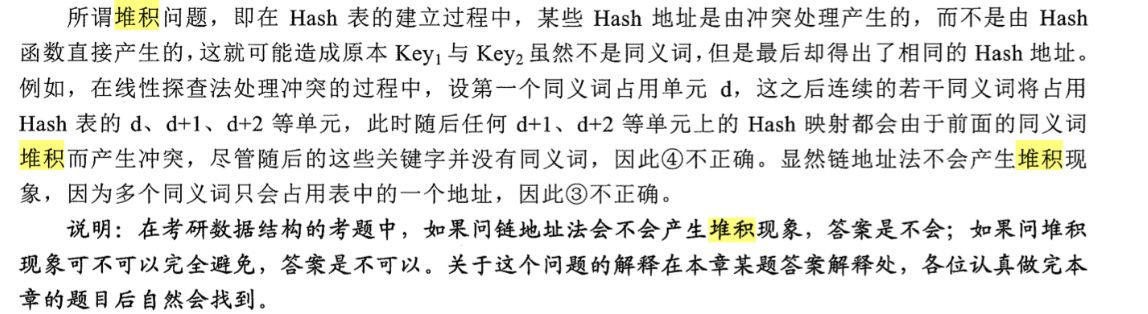 所谓堆积问题，即在 Hash 表的建立过程中，某些 Hash 地址是由冲突处理产生的，而不是由 Hash
函数直接产生的，这就可能造成原本 Key₁ 与 Key₂ 虽然不是同义词，但是最后却得出了相同的 Hash 地址。
例如，在线性探查法处理冲突的过程中，设第一个同义词占用单元 d，这之后连续的若干同义词将占用
Hash 表的 d、d+1、d+2 等单元，此时随后任何 d+1、d+2 等单元上的 Hash 映射都会由于前面的同义词
堆积而产生冲突，尽管随后的这些关键字并没有同义词，因此④不正确。显然链地址法不会产生堆积现
象，因为多个同义词只会占用表中的一个地址，因此③不正确。
说明：在考研数据结构的考题中，如果问链地址法会不会产生堆积现象，答案是不会；如果问堆积
现象可不可以完全避免，答案是不可以。关于这个问题的解释在本章某题答案解释处，各位认真做完本
章的题目后自然会找到。